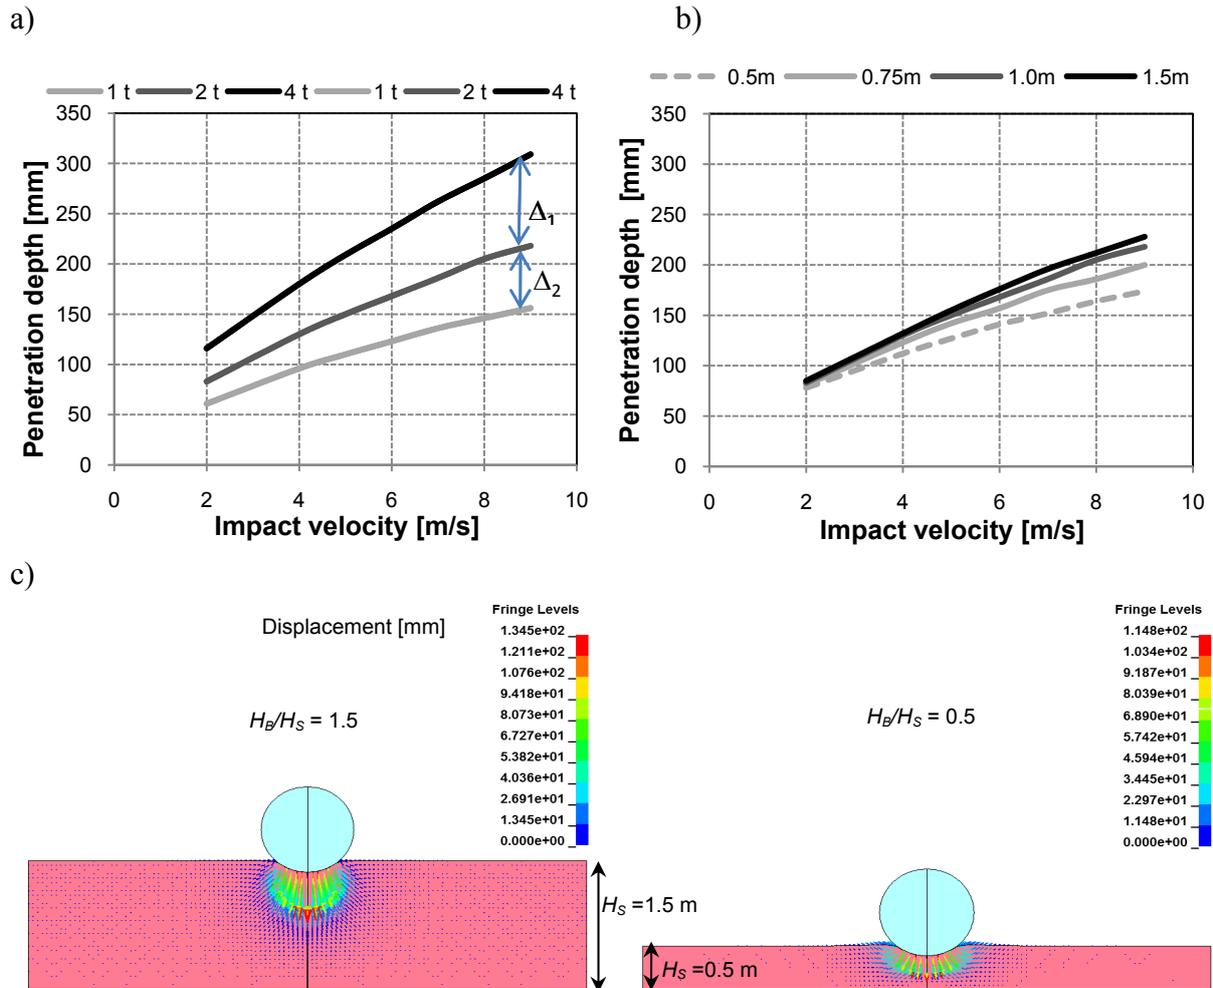 a)
1 t 2 t 4 t 1 t 2 t 4 t
350
300
250
200
150
100
50
0
Penetration depth [mm]
Δ1
Δ2
0 2 4 6 8 10
Impact velocity [m/s]
b)
0.5m 0.75m 1.0m 1.5m
350
300
250
200
150
100
50
0
Penetration depth [mm]
0 2 4 6 8 10
Impact velocity [m/s]
c)
Displacement [mm]
HB/HS = 1.5
Fringe Levels
1.345e+02
1.211e+02
1.076e+02
9.418e+01
8.073e+01
6.727e+01
5.382e+01
4.036e+01
2.691e+01
1.345e+01
0.000e+00
HS =1.5 m
HB/HS = 0.5
Fringe Levels
1.148e+02
1.034e+02
9.187e+01
8.039e+01
6.890e+01
5.742e+01
4.594e+01
3.445e+01
2.297e+01
1.148e+01
0.000e+00
HS =0.5 m